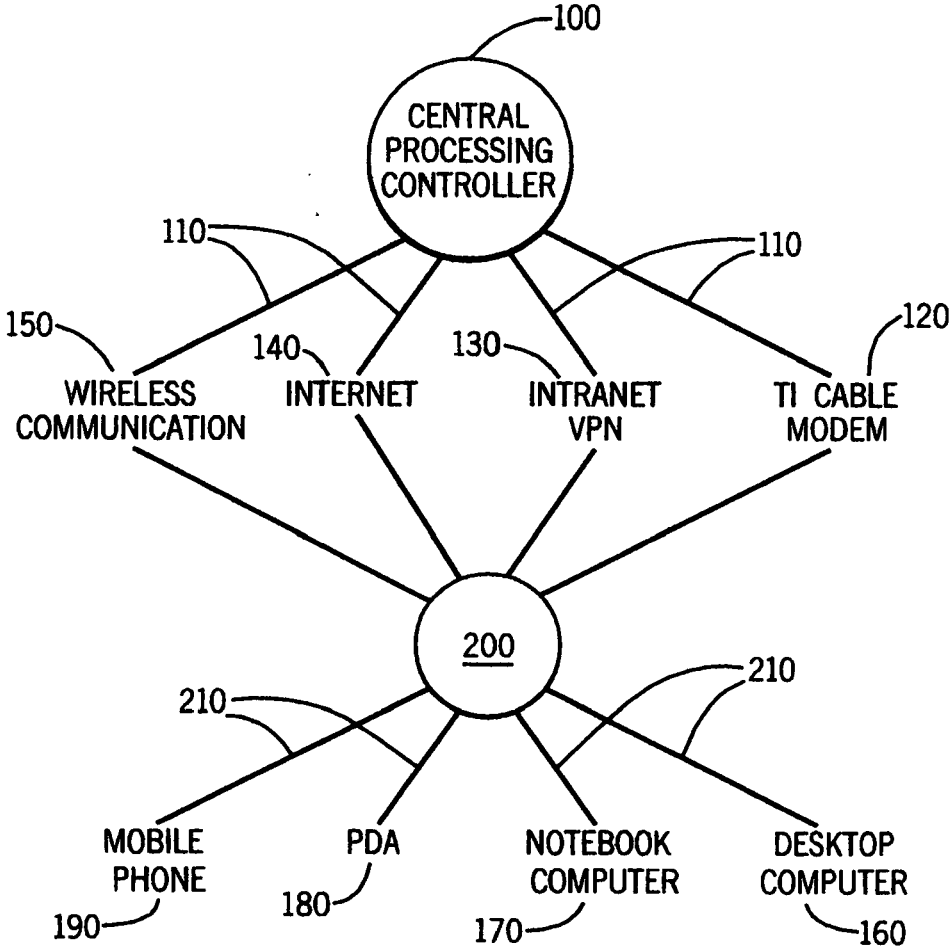 100
CENTRAL
PROCESSING
CONTROLLER
110
110
150
140
130
120
WIRELESS
COMMUNICATION
INTERNET
INTRANET
VPN
TI CABLE
MODEM
200
210
210
MOBILE
PHONE
PDA
NOTEBOOK
COMPUTER
DESKTOP
COMPUTER
190
180
170
160